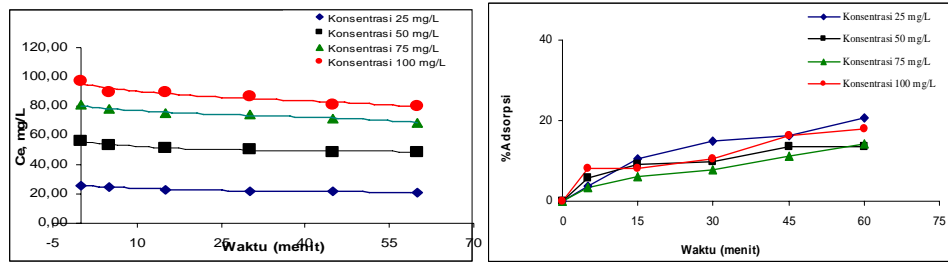 Konsentrasi 25 mg/L
Konsentrasi 50 mg/L
Konsentrasi 75 mg/L
Konsentrasi 100 mg/L
120,00
100,00
80,00
60,00
40,00
20,00
0,00
Ce, mg/L
-5 10 25 40 55 70
Waktu (menit)
Konsentrasi 25 mg/L
Konsentrasi 50 mg/L
Konsentrasi 75 mg/L
Konsentrasi 100 mg/L
40
20
0
%Adsorpsi
0 15 30 45 60 75
Waktu (menit)